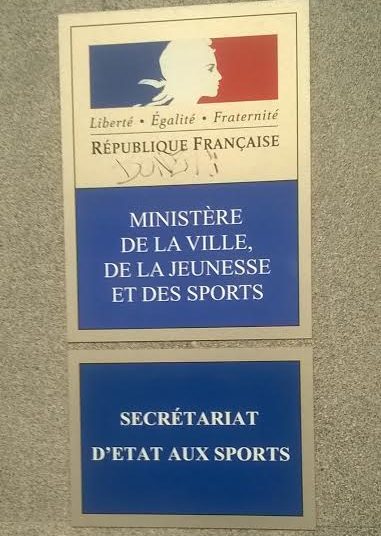 Liberté • Égalité • Fraternité
RÉPUBLIQUE FRANÇAISE
MINISTÈRE
DE LA VILLE,
DE LA JEUNESSE
ET DES SPORTS
SECRÉTARIAT
D'ETAT AUX SPORTS